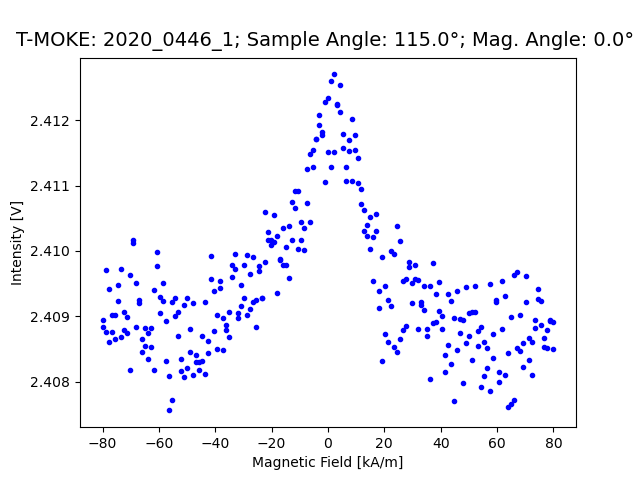 T-MOKE: 2020_0446_1; Sample Angle: 115.0°; Mag. Angle: 0.0°
2.412
2.411
2.410
2.409
2.408
Intensity [V]
−80 −60 −40 −20 0 20 40 60 80
Magnetic Field [kA/m]